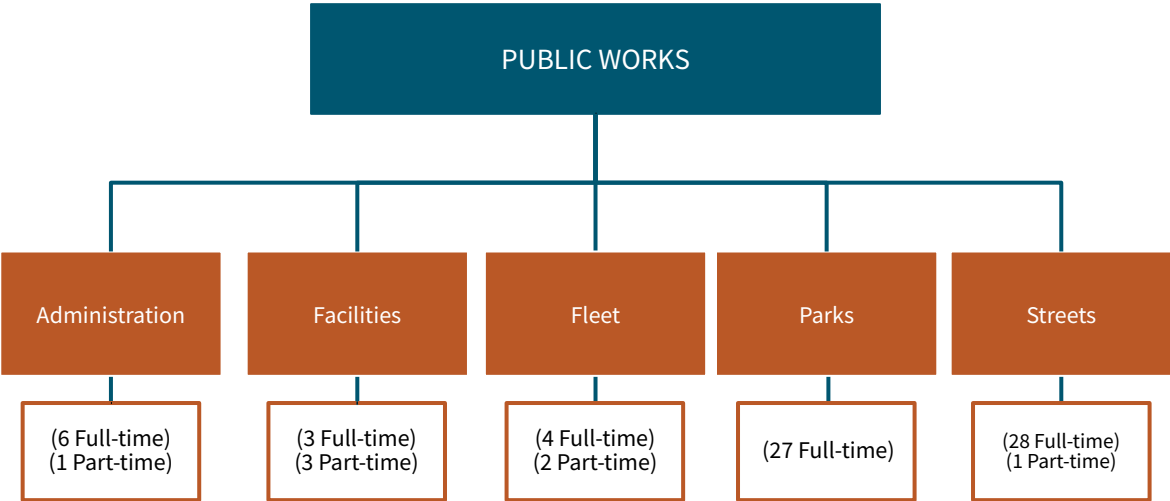 PUBLIC WORKS
Administration
Facilities
Fleet
Parks
Streets
(6 Full-time)
(1 Part-time)
(3 Full-time)
(3 Part-time)
(4 Full-time)
(2 Part-time)
(27 Full-time)
(28 Full-time)
(1 Part-time)